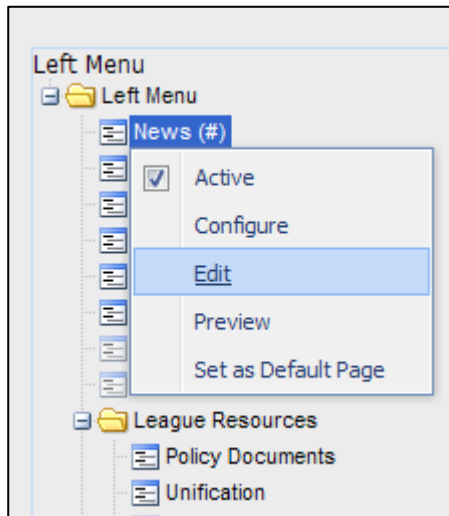 Left Menu
Left Menu
News (#)
Active
Configure
Edit
Preview
Set as Default Page
League Resources
Policy Documents
Unification